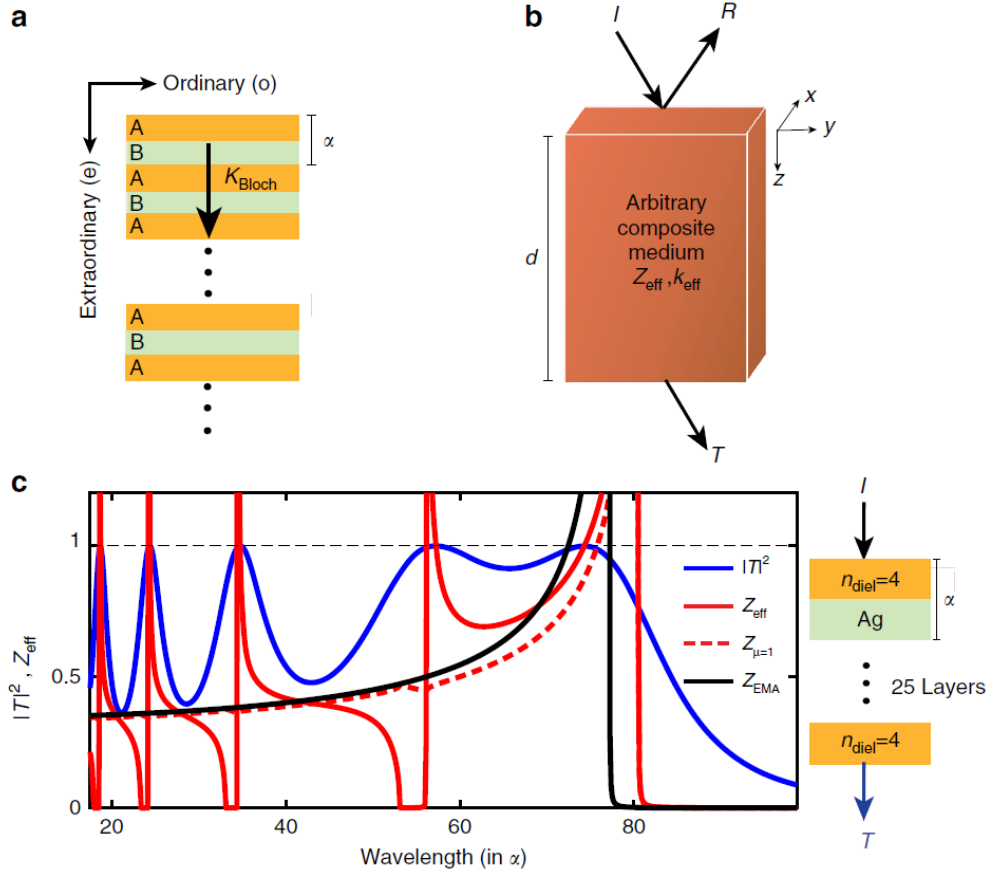 a
Ordinary (o)
Extraordinary (e)
A
B
A
B
A
α
K_Bloch
A
B
A
b
I
R
x
y
z
d
Arbitrary
composite
medium
Z_eff ,k_eff
T
c
|T|² , Z_eff
1
0.5
0
20
40
60
80
Wavelength (in α)
|T|²
Z_eff
Z_μ=1
Z_EMA
I
n_diel=4
Ag
α
25 Layers
n_diel=4
T